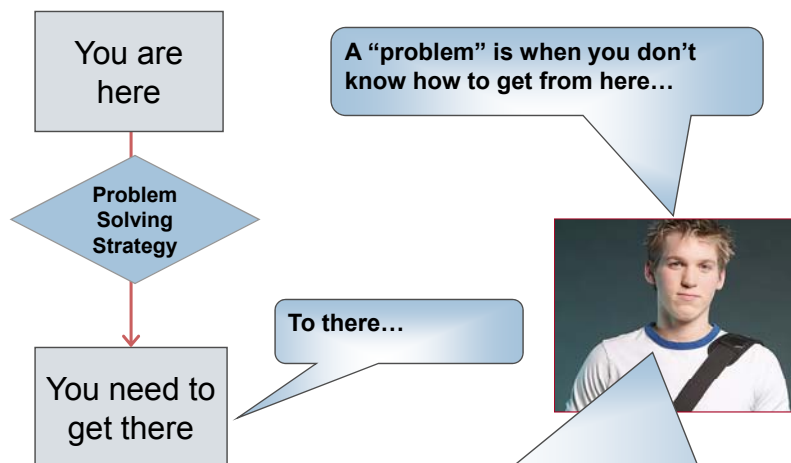 You are
here
A “problem” is when you don’t
know how to get from here…
Problem
Solving
Strategy
To there…
You need to
get there